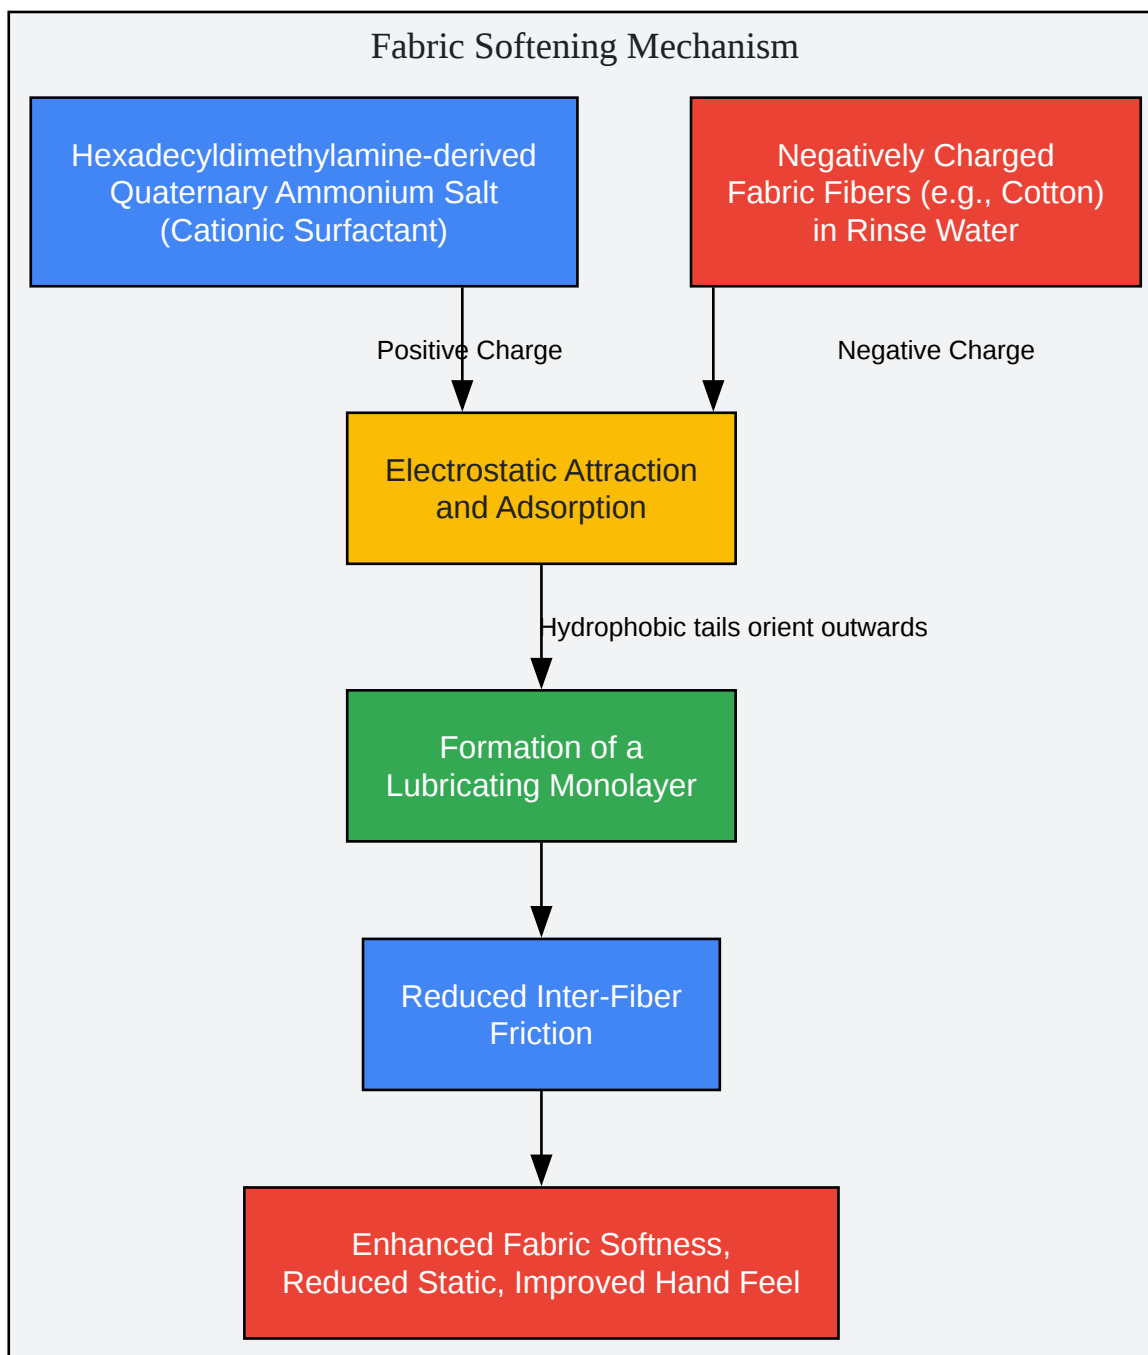 Fabric Softening Mechanism
Hexadecyldimethylamine-derived
Quaternary Ammonium Salt
(Cationic Surfactant)
Negatively Charged
Fabric Fibers (e.g., Cotton)
in Rinse Water
Positive Charge
Negative Charge
Electrostatic Attraction
and Adsorption
Hydrophobic tails orient outwards
Formation of a
Lubricating Monolayer
Reduced Inter-Fiber
Friction
Enhanced Fabric Softness,
Reduced Static, Improved Hand Feel